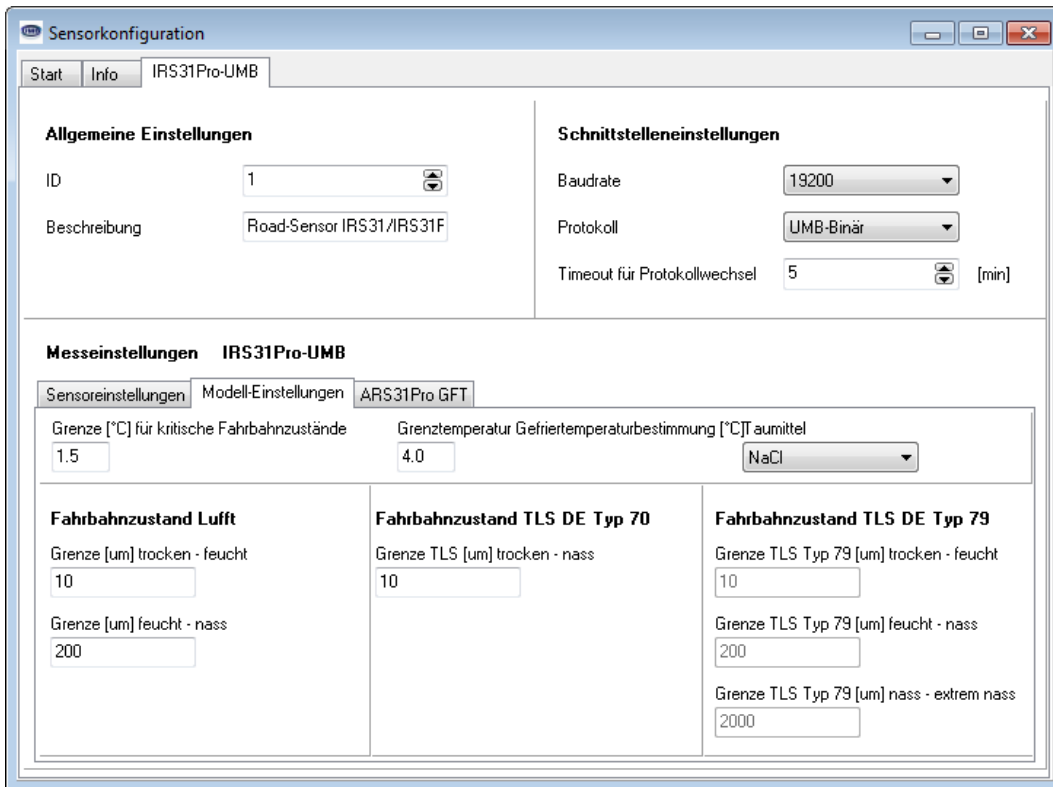 Sensorkonfiguration
Start Info IRS31Pro-UMB
Allgemeine Einstellungen
ID 1
Beschreibung Road-Sensor IRS31/IRS31F
Schnittstelleneinstellungen
Baudrate 19200
Protokoll UMB-Binär
Timeout für Protokollwechsel 5 [min]
Messeinstellungen IRS31Pro-UMB
Sensoreinstellungen Modell-Einstellungen ARS31Pro GFT
Grenze [°C] für kritische Fahrbahnzustände
1.5
Grenztemperatur Gefriertemperaturbestimmung [°C]
4.0
Taumittel
NaCl
Fahrbahnzustand Lufft
Grenze [um] trocken - feucht
10
Grenze [um] feucht - nass
200
Fahrbahnzustand TLS DE Typ 70
Grenze TLS [um] trocken - nass
10
Fahrbahnzustand TLS DE Typ 79
Grenze TLS Typ 79 [um] trocken - feucht
10
Grenze TLS Typ 79 [um] feucht - nass
200
Grenze TLS Typ 79 [um] nass - extrem nass
2000